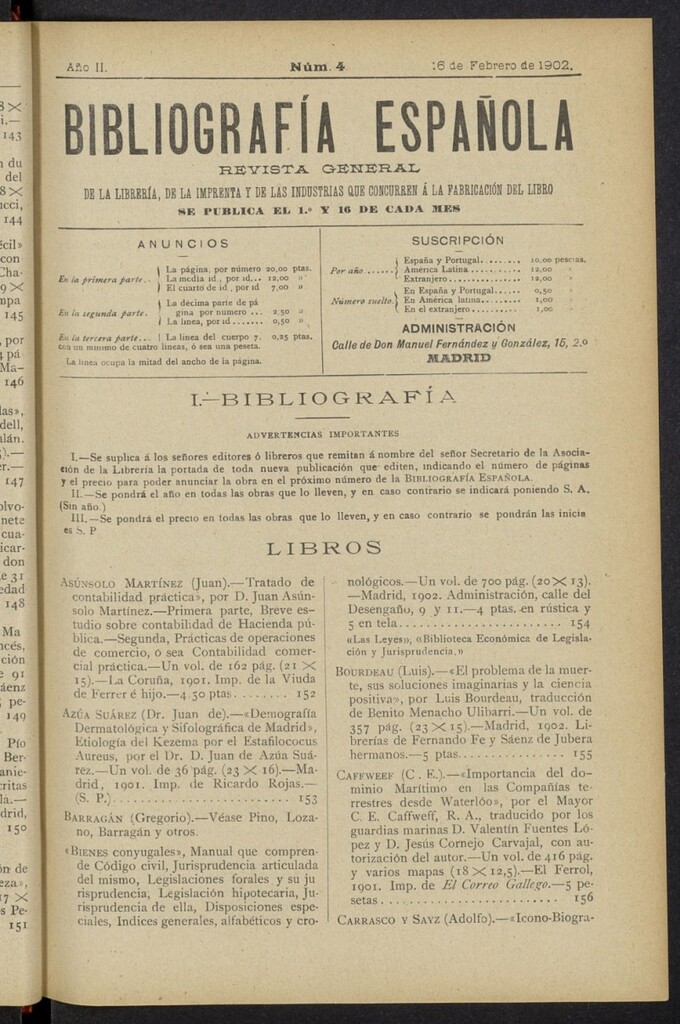 Año II.
Núm. 4
16 de Febrero de 1902.
BIBLIOGRAFÍA ESPAÑOLA
REVISTA GENERAL
DE LA LIBRERÍA, DE LA IMPRENTA Y DE LAS INDUSTRIAS QUE CONCURREN Á LA FABRICACIÓN DEL LIBRO
SE PUBLICA EL 1.º Y 16 DE CADA MES
ANUNCIOS
En la primera parte..
La página, por número 20,00 ptas.
La media id, por id... 12,00 »
El cuarto de id, por id 7,00 »
En la segunda parte.
La décima parte de pá
gina por número ... 2,50 »
La línea, por id....... 0,50 »
En la tercera parte...
La línea del cuerpo 7. 0,25 ptas.
con un mínimo de cuatro líneas, ó sea una peseta.
La línea ocupa la mitad del ancho de la página.
SUSCRIPCIÓN
Por año......
España y Portugal........ 10,00 pesetas.
América Latina.......... 12,00 »
Extranjero.............. 12,00 »
Número suelto.
En España y Portugal..... 0,50 »
En América latina........ 1,00 »
En el extranjero......... 1,00 »
ADMINISTRACIÓN
Calle de Don Manuel Fernández y González, 15, 2.º
MADRID
I.—BIBLIOGRAFÍA
ADVERTENCIAS IMPORTANTES
I.—Se suplica á los señores editores ó libreros que remitan á nombre del señor Secretario de la Asocia-
ción de la Librería la portada de toda nueva publicación que editen, indicando el número de páginas
y el precio para poder anunciar la obra en el próximo número de la BIBLIOGRAFÍA ESPAÑOLA.
II.—Se pondrá el año en todas las obras que lo lleven, y en caso contrario se indicará poniendo S. A.
(Sin año.)
III.—Se pondrá el precio en todas las obras que lo lleven, y en caso contrario se pondrán las inicia
es S. P
LIBROS
ASÚNSOLO MARTÍNEZ (Juan).—Tratado de
contabilidad práctica», por D. Juan Asún-
solo Martínez.—Primera parte, Breve es-
tudio sobre contabilidad de Hacienda pú-
blica.—Segunda, Prácticas de operaciones
de comercio, ó sea Contabilidad comer-
cial práctica.—Un vol. de 162 pág. (21 ×
15).—La Coruña, 1901. Imp. de la Viuda
de Ferrer é hijo.—4 50 ptas........ 152
AZÚA SUÁREZ (Dr. Juan de).—«Demografía
Dermatológica y Sifolográfica de Madrid»,
Etiología del Kezema por el Estafilococus
Aureus, por el Dr. D. Juan de Azúa Suá-
rez.—Un vol. de 36 pág. (23 × 16).—Ma-
drid, 1901. Imp. de Ricardo Rojas.—
(S. P.)......................... 153
BARRAGÁN (Gregorio).—Véase Pino, Loza-
no, Barragán y otros.
«BIENES conyugales», Manual que compren-
de Código civil, Jurisprudencia articulada
del mismo, Legislaciones forales y su ju
risprudencia, Legislación hipotecaria, Ju-
risprudencia de ella, Disposiciones espe-
ciales, Indices generales, alfabéticos y cro-
nológicos.—Un vol. de 700 pág. (20 × 13).
—Madrid, 1902. Administración, calle del
Desengaño, 9 y 11.—4 ptas. en rústica y
5 en tela........................ 154
«Las Leyes», «Biblioteca Económica de Legisla-
ción y Jurisprudencia.»
BOURDEAU (Luis).—«El problema de la muer-
te, sus soluciones imaginarias y la ciencia
positiva», por Luis Bourdeau, traducción
de Benito Menacho Ulibarri.—Un vol. de
357 pág. (23 × 15).—Madrid, 1902. Li-
brerías de Fernando Fe y Sáenz de Jubera
hermanos.—5 ptas................ 155
CAFFWEFF (C. E.).—«Importancia del do-
minio Marítimo en las Compañías te-
rrestres desde Waterlóo», por el Mayor
C. E. Caffweff, R. A., traducido por los
guardias marinas D. Valentín Fuentes Ló-
pez y D. Jesús Cornejo Carvajal, con au-
torización del autor.—Un vol. de 416 pág.
y varios mapas (18 × 12,5).—El Ferrol,
1901. Imp. de El Correo Gallego.—5 pe-
setas........................... 156
CARRASCO Y SAYZ (Adolfo).—«Icono-Biogra-